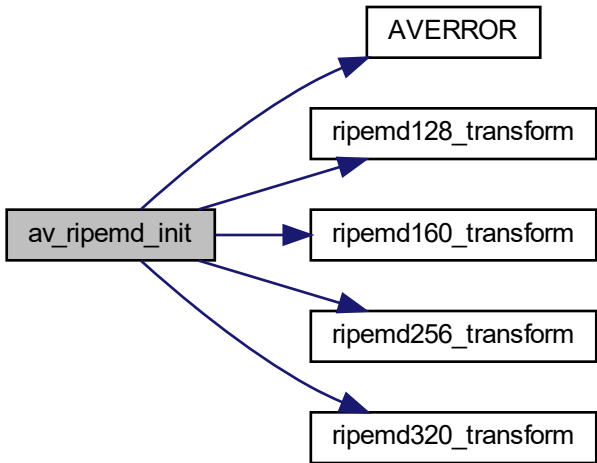 AVERROR
ripemd128_transform
av_ripemd_init
ripemd160_transform
ripemd256_transform
ripemd320_transform